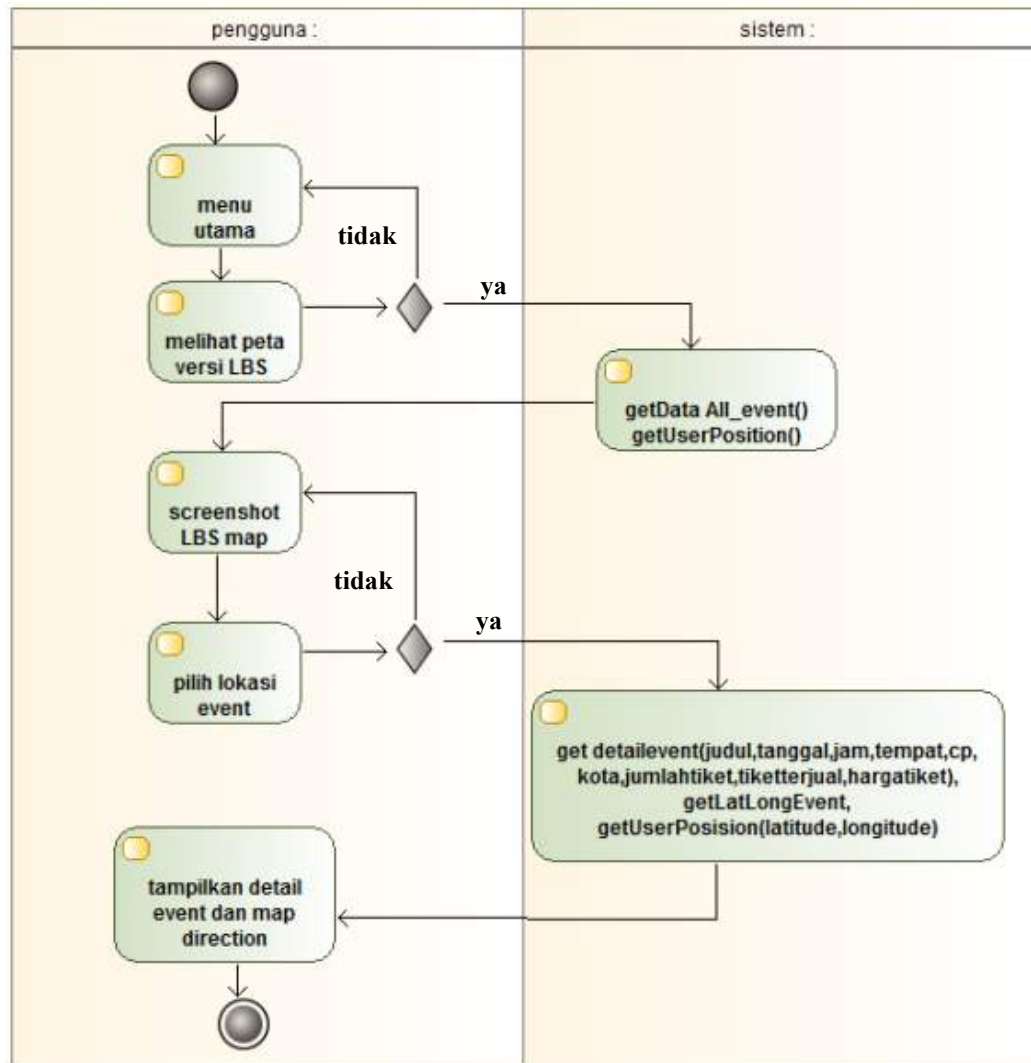 pengguna :
sistem :
menu
utama
tidak
ya
melihat peta
versi LBS
getData All_event()
getUserPosition()
screenshot
LBS map
tidak
ya
pilih lokasi
event
get detailevent(judul,tanggal,jam,tempat,cp,
kota,jumlahtiket,tiketterjual,hargatiket),
getLatLongEvent,
getUserPosision(latitude,longitude)
tampilkan detail
event dan map
direction